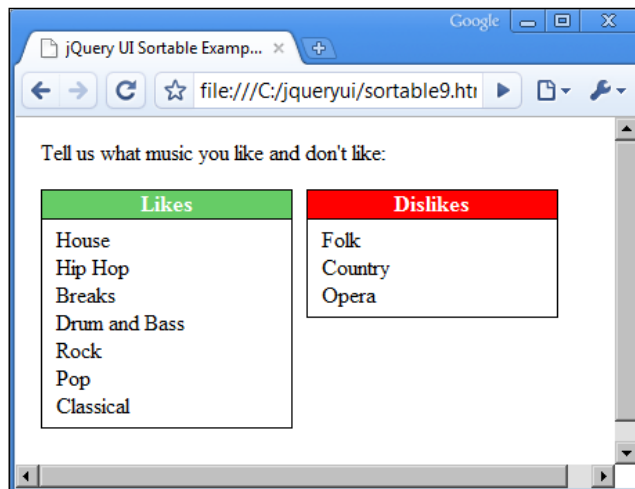 Google
jQuery UI Sortable Examp...
file:///C:/jqueryui/sortable9.htm
Tell us what music you like and don't like:
Likes
House
Hip Hop
Breaks
Drum and Bass
Rock
Pop
Classical
Dislikes
Folk
Country
Opera